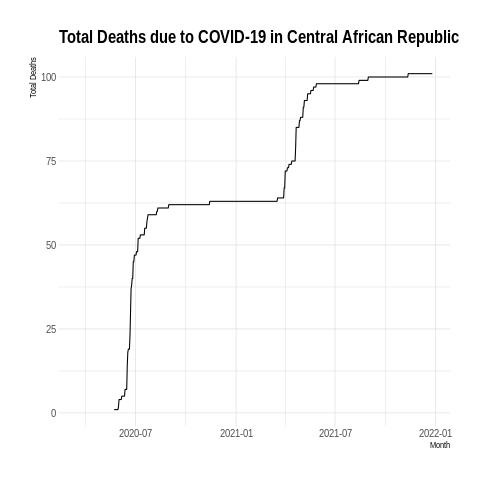 Total Deaths due to COVID-19 in Central African Republic
Total Deaths
100
75
50
25
0
2020-07 2021-01 2021-07 2022-01
Month